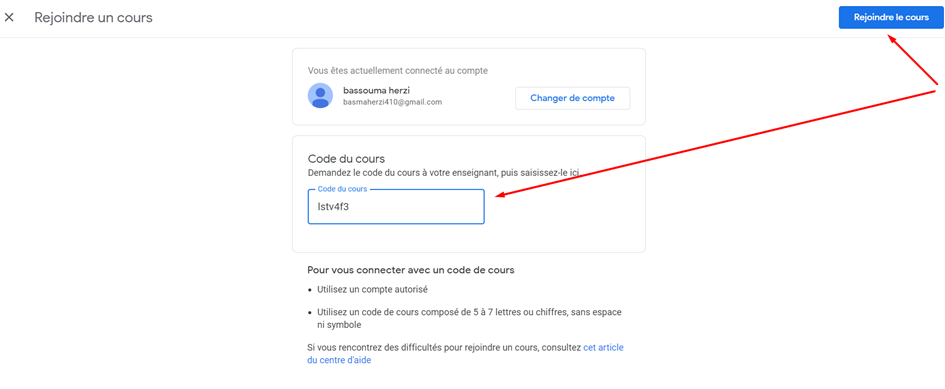 Rejoindre un cours
Rejoindre le cours
Vous êtes actuellement connecté au compte
bassouma herzi
basmaherzi410@gmail.com
Changer de compte
Code du cours
Demandez le code du cours à votre enseignant, puis saisissez-le ici.
Code du cours
lstv4f3
Pour vous connecter avec un code de cours
• Utilisez un compte autorisé
• Utilisez un code de cours composé de 5 à 7 lettres ou chiffres, sans espace
ni symbole
Si vous rencontrez des difficultés pour rejoindre un cours, consultez cet article
du centre d'aide